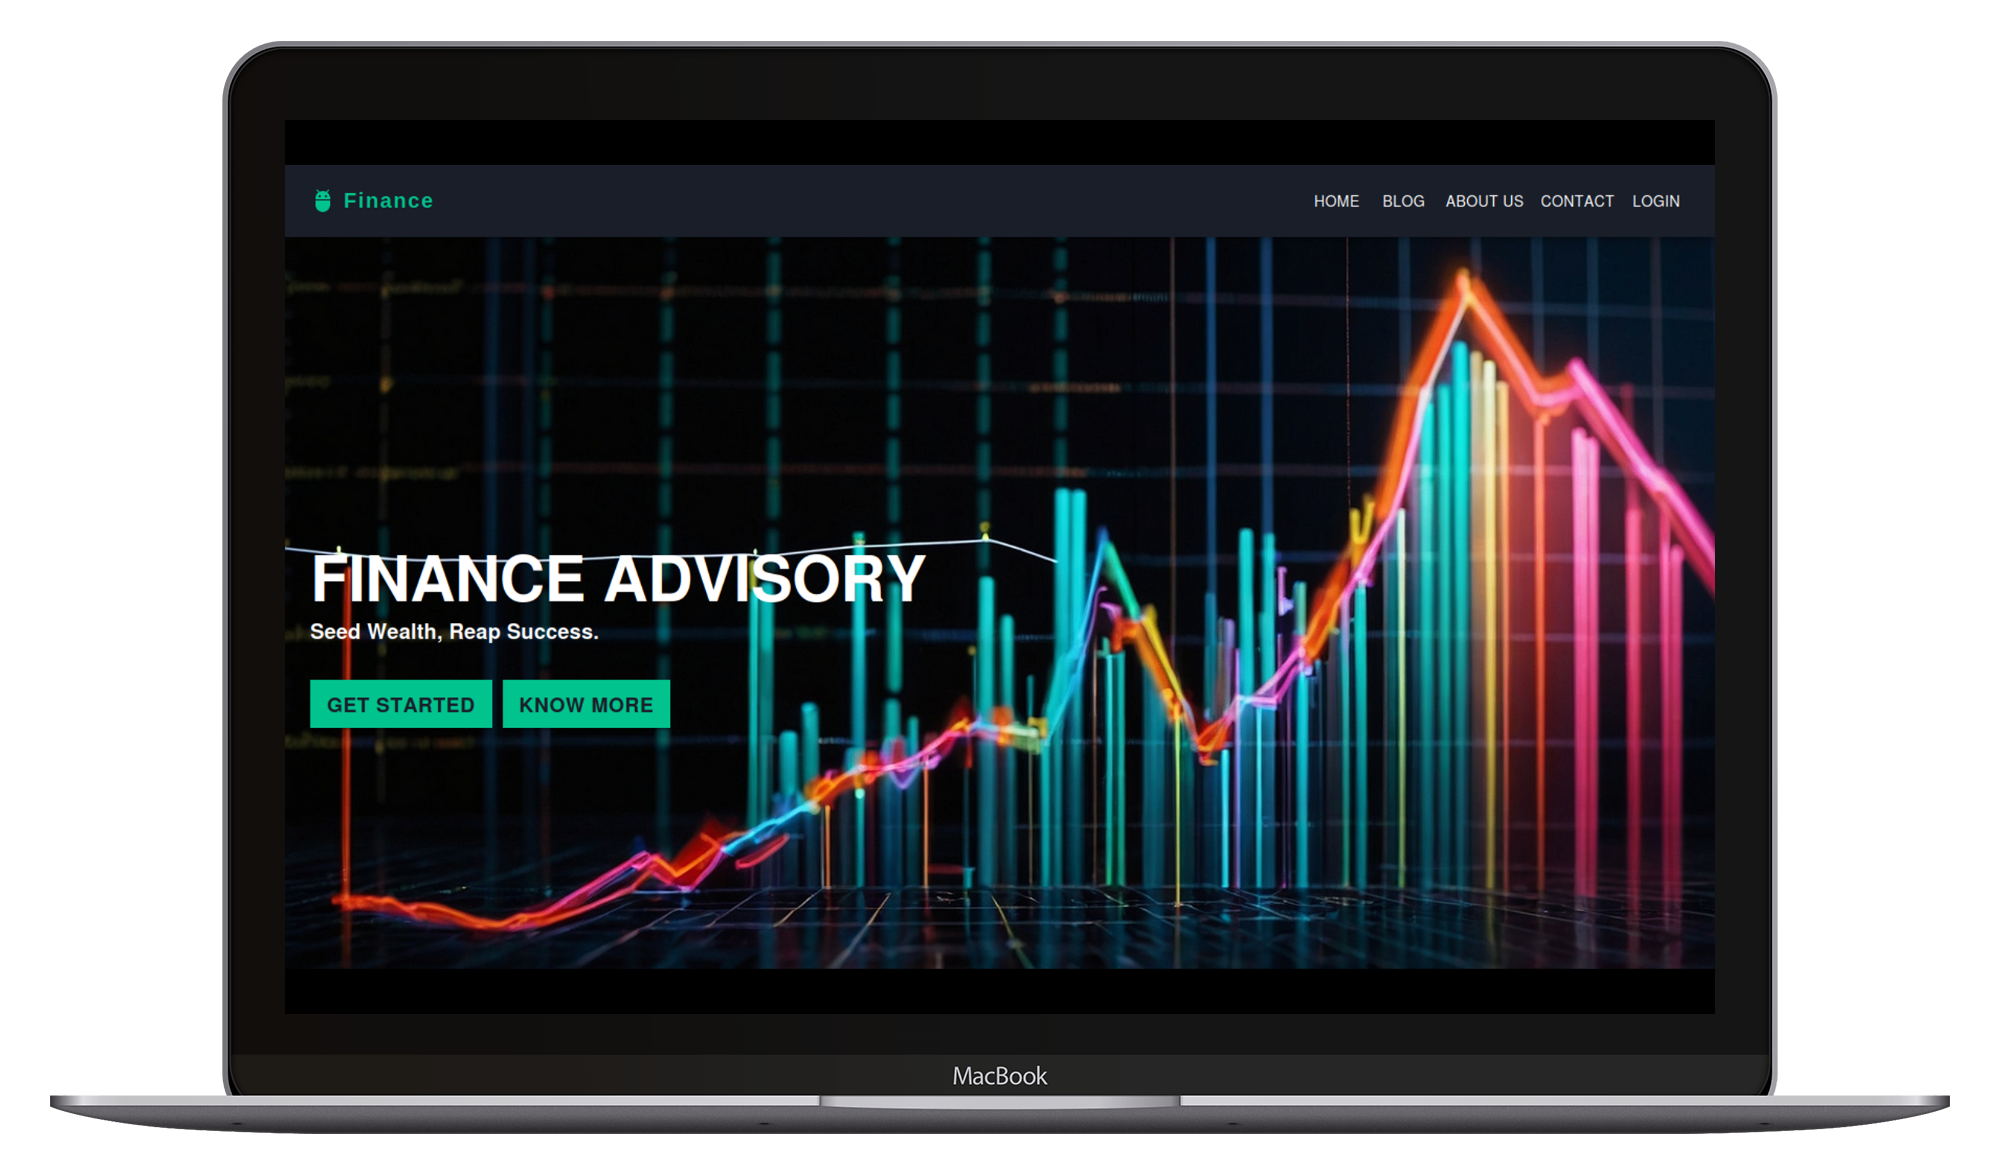 Finance
HOME BLOG ABOUT US CONTACT LOGIN
FINANCE ADVISORY
Seed Wealth, Reap Success.
GET STARTED KNOW MORE
MacBook